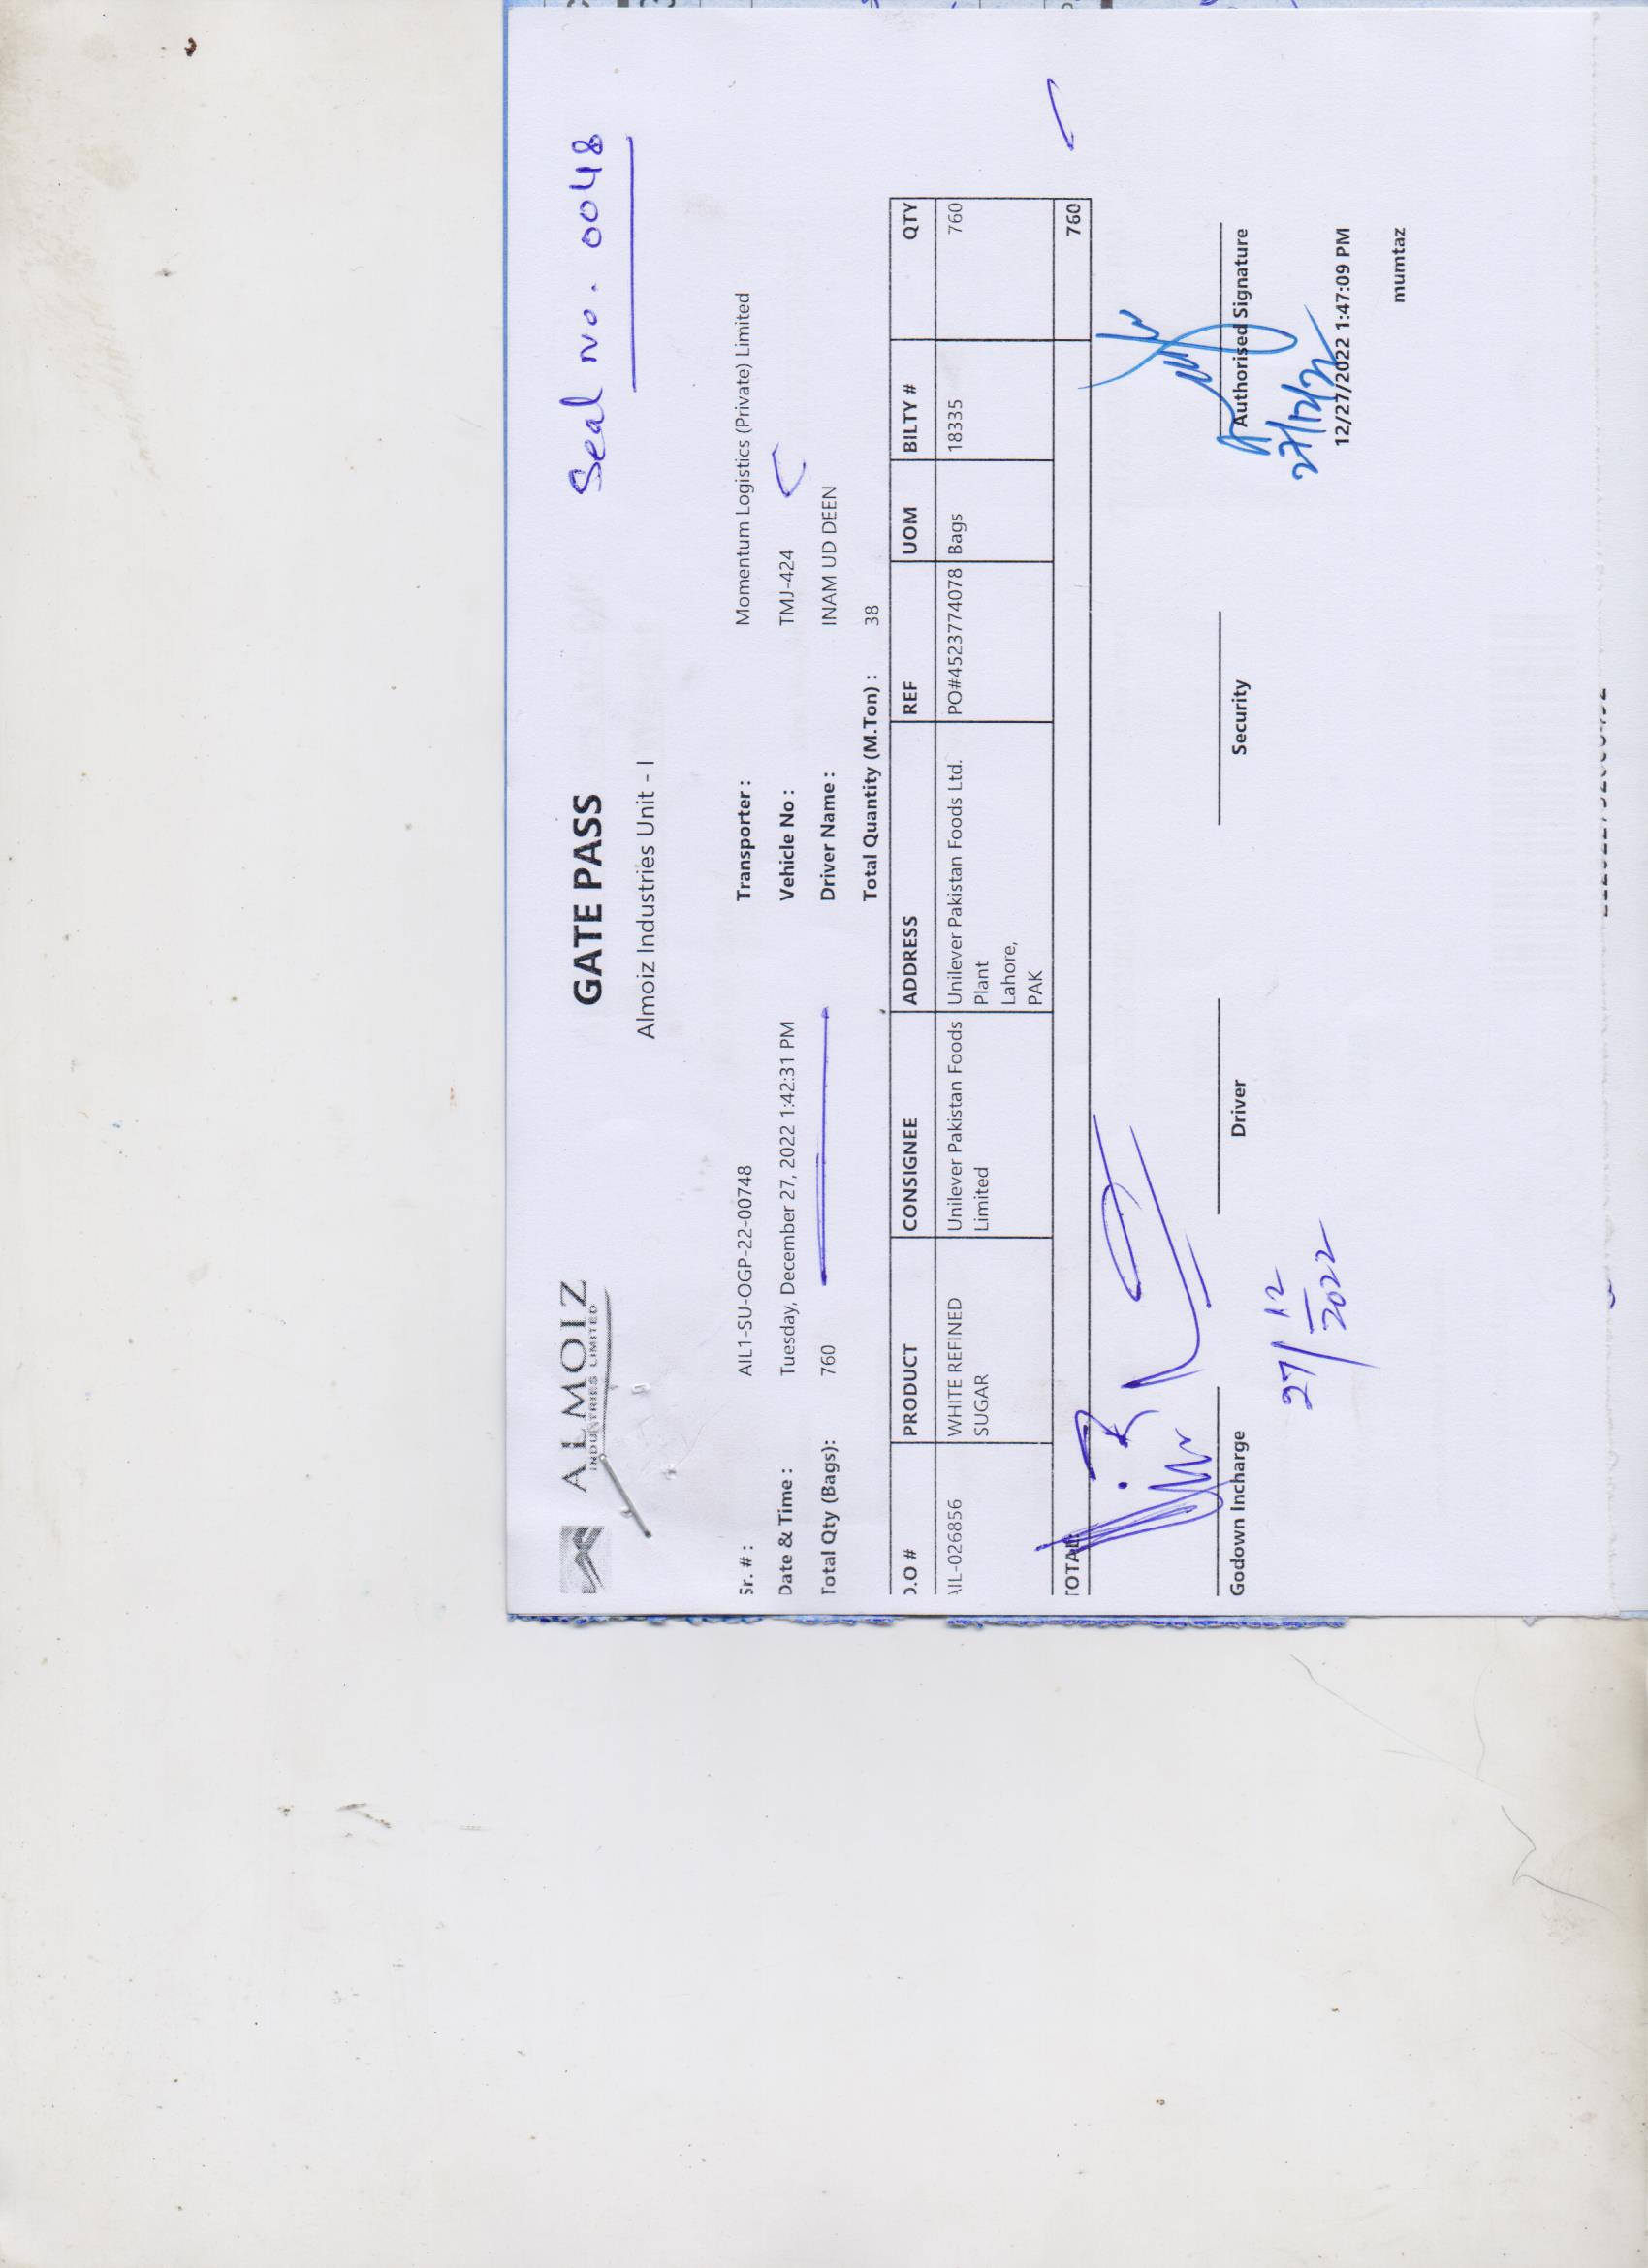 ALMOIZ
INDUSTRIES LIMITED
GATE PASS
Seal No. 0048
Almoiz Industries Unit - I
Sr. # : AIL1-SU-OGP-22-00748 Transporter : Momentum Logistics (Private) Limited
Date & Time : Tuesday, December 27, 2022 1:42:31 PM Vehicle No : TMJ-424
Total Qty (Bags): 760 Driver Name : INAM UD DEEN
Total Quantity (M.Ton) : 38
D.O # PRODUCT CONSIGNEE ADDRESS REF UOM BILTY # QTY
AIL-026856 WHITE REFINED Unilever Pakistan Foods Unilever Pakistan Foods Ltd. PO#4523774078 Bags 18335 760
SUGAR Limited Plant
Lahore,
PAK
TOTAL: 760
Godown Incharge Driver Security Authorised Signature
27/12/2022
27/12/22
12/27/2022 1:47:09 PM
mumtaz